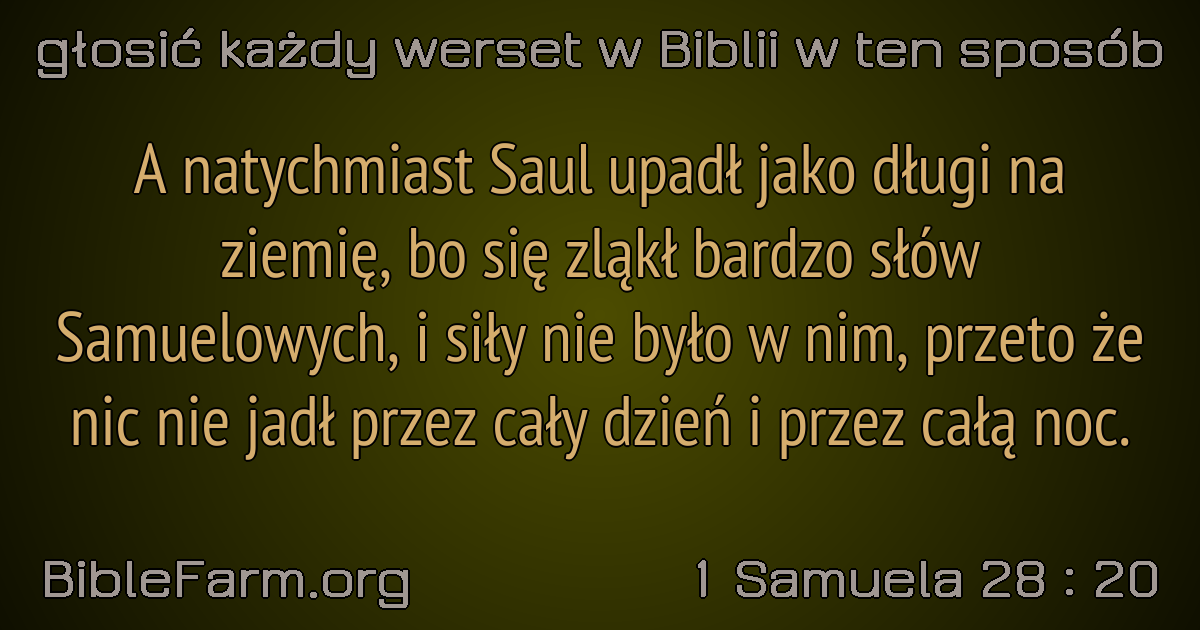 głosić każdy werset w Biblii w ten sposób
A natychmiast Saul upadł jako długi na
ziemię, bo się zląkł bardzo słów
Samuelowych, i siły nie było w nim, przeto że
nic nie jadł przez cały dzień i przez całą noc.
BibleFarm.org
1 Samuela 28 : 20